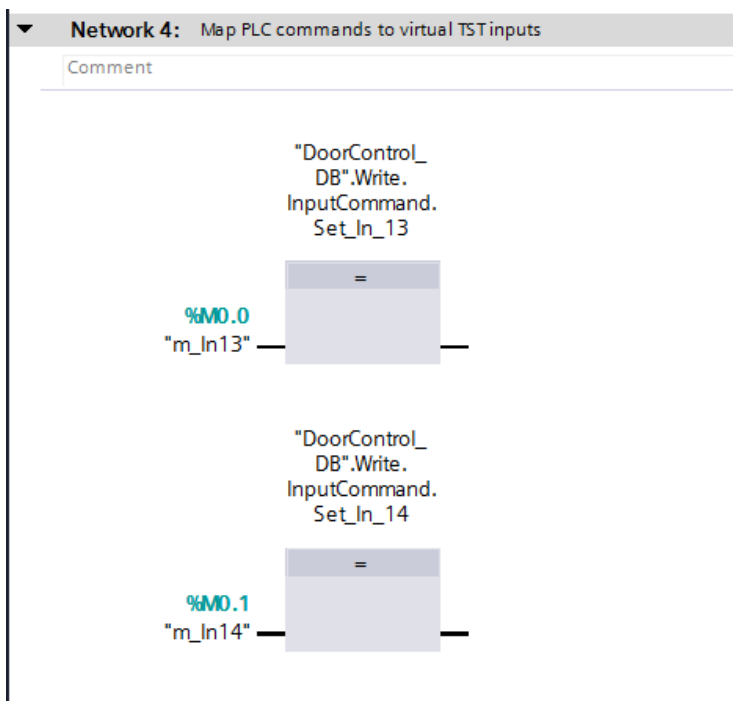 Network 4: Map PLC commands to virtual TST inputs
Comment
"DoorControl_
DB".Write.
InputCommand.
Set_In_13
=
%M0.0
"m_In13"
"DoorControl_
DB".Write.
InputCommand.
Set_In_14
=
%M0.1
"m_In14"